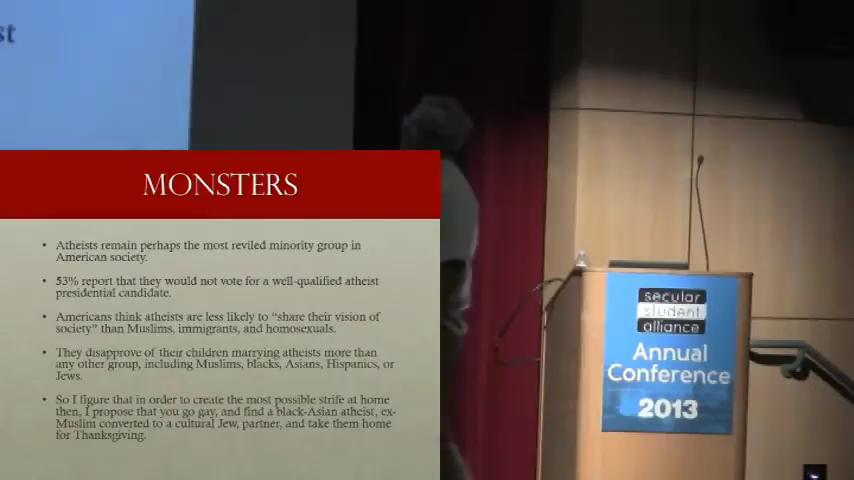 st
MONSTERS
• Atheists remain perhaps the most reviled minority group in
American society.
• 53% report that they would not vote for a well-qualified atheist
presidential candidate.
• Americans think atheists are less likely to “share their vision of
society” than Muslims, immigrants, and homosexuals.
• They disapprove of their children marrying atheists more than
any other group, including Muslims, blacks, Asians, Hispanics, or
Jews.
• So I figure that in order to create the most possible strife at home
then, I propose that you go gay, and find a black-Asian atheist, ex-
Muslim converted to a cultural Jew, partner, and take them home
for Thanksgiving.
secular
student
alliance
Annual
Conference
2013